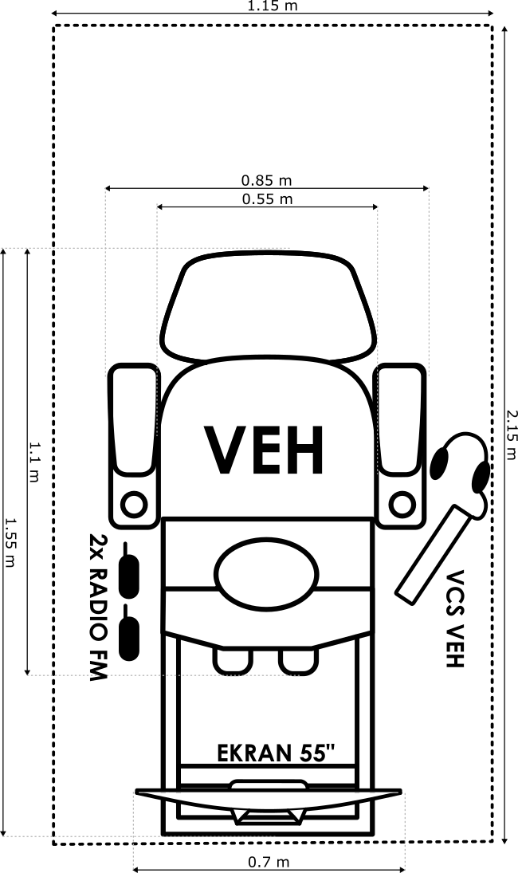 1.15 m
0.85 m
0.55 m
VEH
2.15 m
1.1 m
1.55 m
2x RADIO FM
VCS VEH
EKRAN 55"
0.7 m